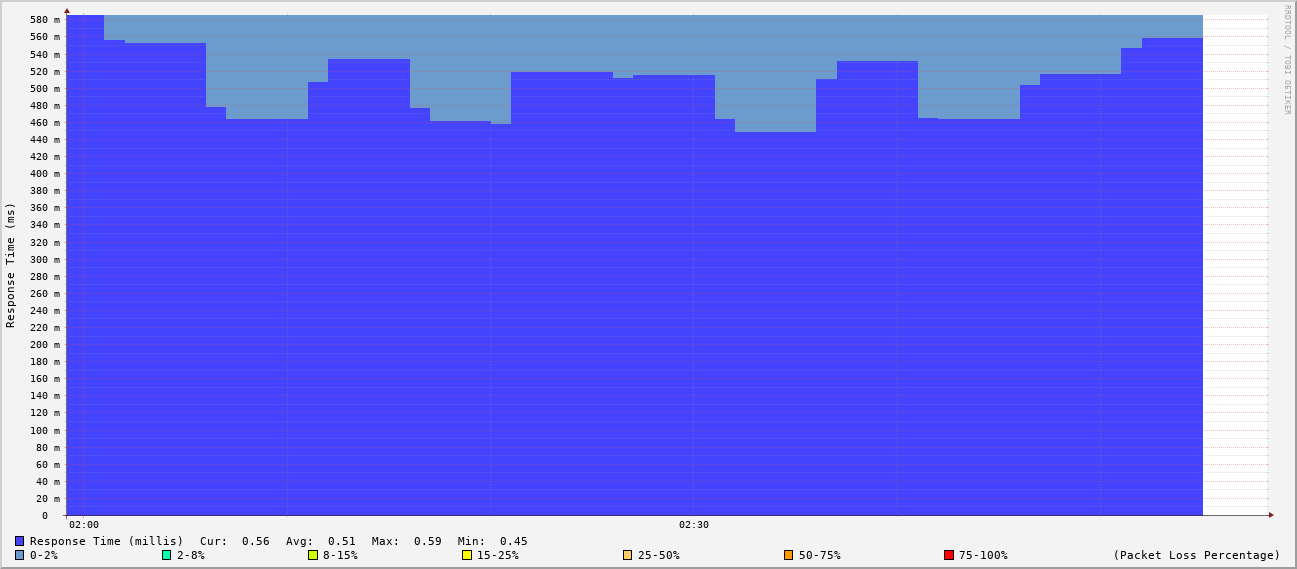 RRDTOOL / TOBI OETIKER
Response Time (ms)
580 m
560 m
540 m
520 m
500 m
480 m
460 m
440 m
420 m
400 m
380 m
360 m
340 m
320 m
300 m
280 m
260 m
240 m
220 m
200 m
180 m
160 m
140 m
120 m
100 m
80 m
60 m
40 m
20 m
0
02:00 02:30
Response Time (millis) Cur: 0.56 Avg: 0.51 Max: 0.59 Min: 0.45
0-2% 2-8% 8-15% 15-25% 25-50% 50-75% 75-100% (Packet Loss Percentage)